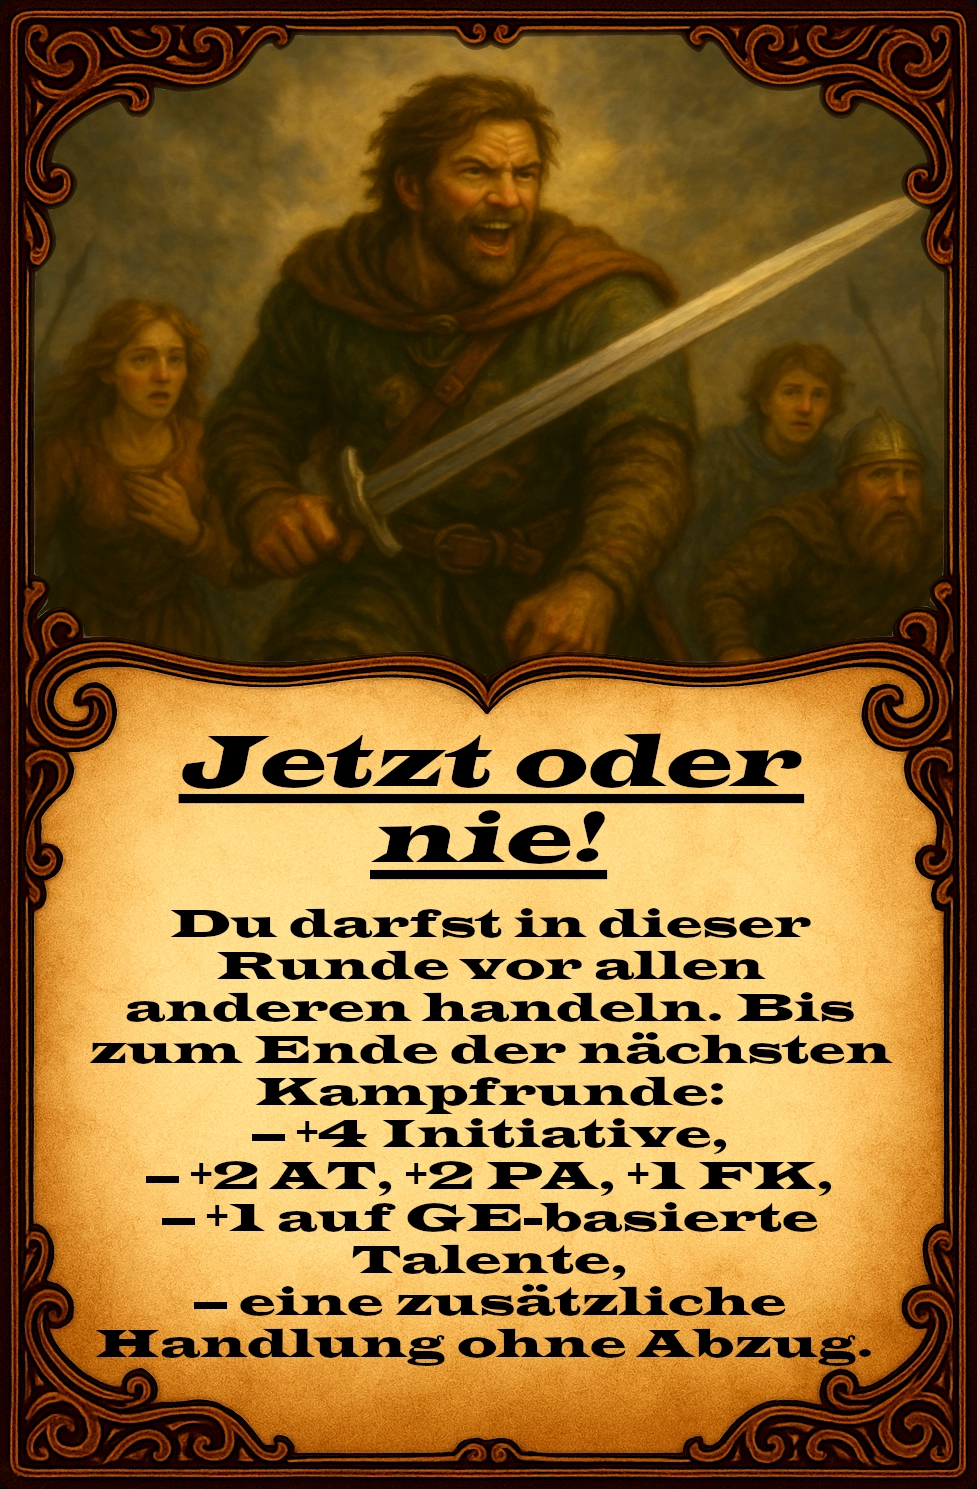 Jetzt oder
nie!
Du darfst in dieser
Runde vor allen
anderen handeln. Bis
zum Ende der nächsten
Kampfrunde:
– +4 Initiative,
– +2 AT, +2 PA, +1 FK,
– +1 auf GE-basierte
Talente,
– eine zusätzliche
Handlung ohne Abzug.